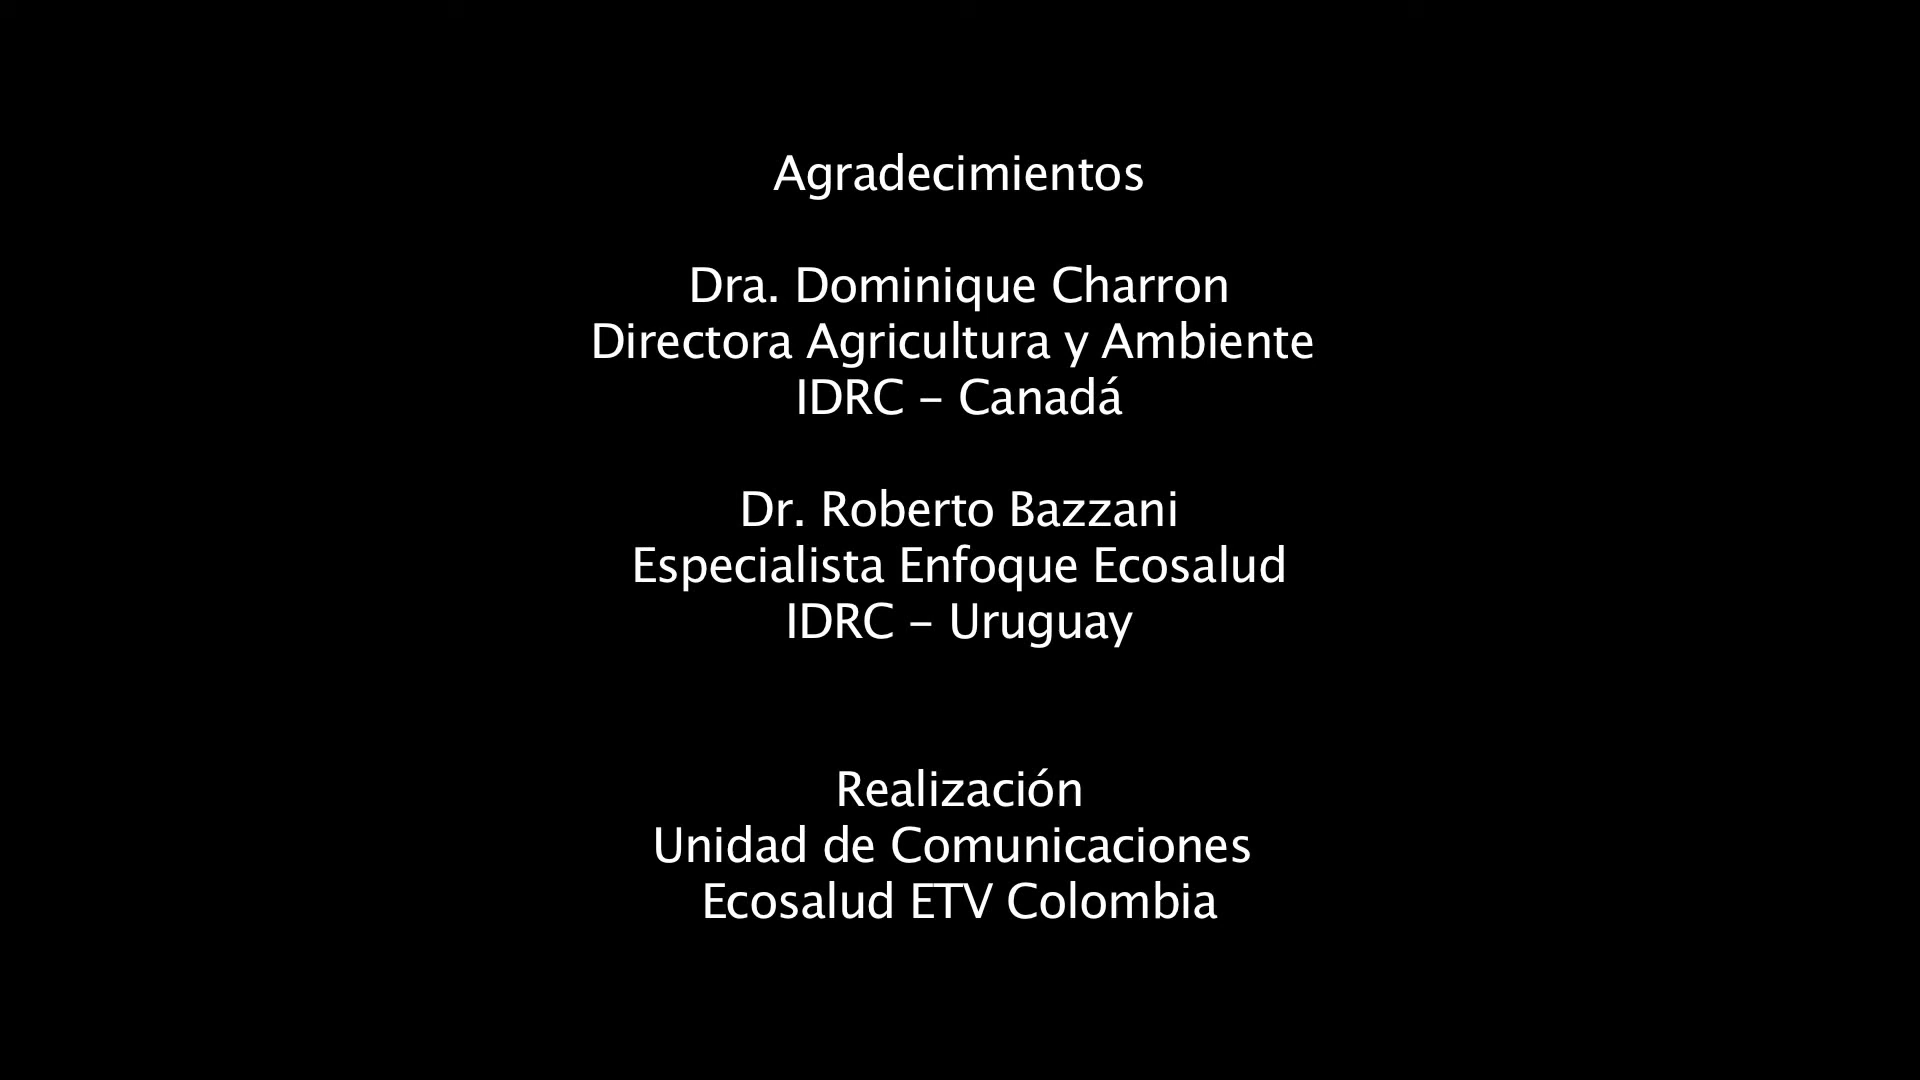 Agradecimientos
Dra. Dominique Charron
Directora Agricultura y Ambiente
IDRC – Canadá
Dr. Roberto Bazzani
Especialista Enfoque Ecosalud
IDRC – Uruguay
Realización
Unidad de Comunicaciones
Ecosalud ETV Colombia